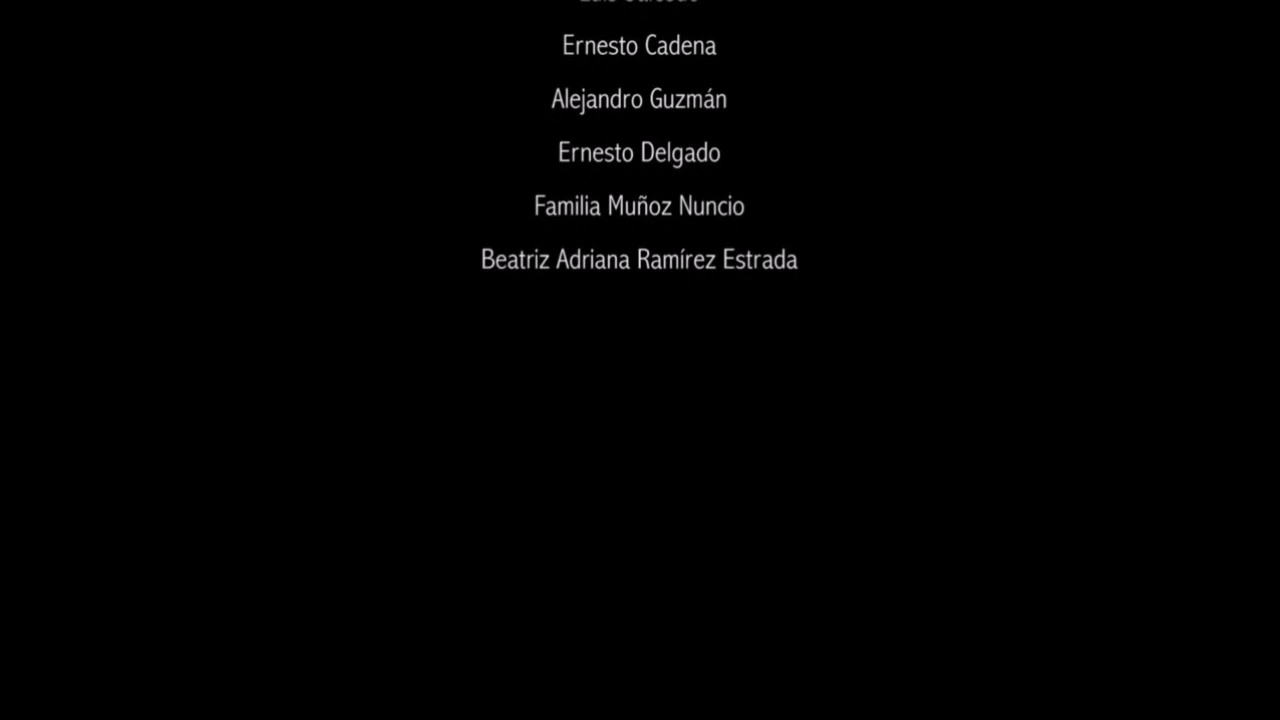 Ernesto Cadena
Alejandro Guzmán
Ernesto Delgado
Familia Muñoz Nuncio
Beatriz Adriana Ramírez Estrada